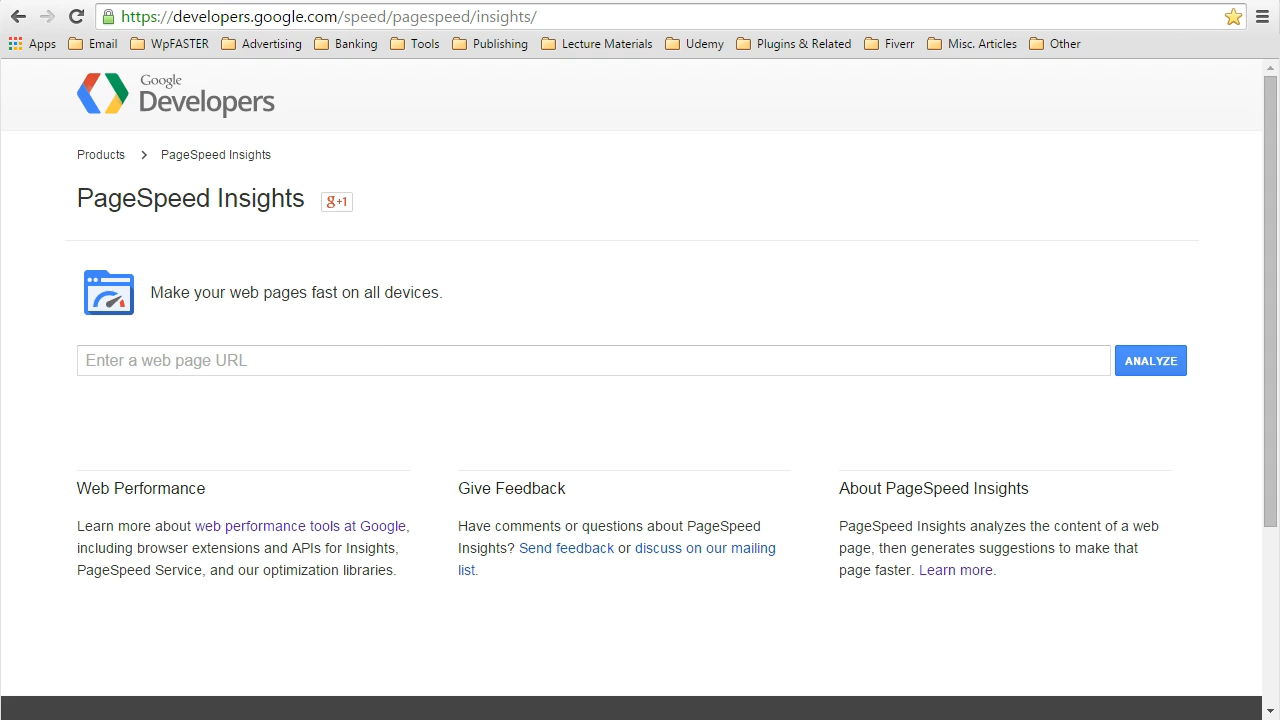 https://developers.google.com/speed/pagespeed/insights/
Apps Email WpFASTER Advertising Banking Tools Publishing Lecture Materials Udemy Plugins & Related Fiverr Misc. Articles Other
Google
Developers
Products PageSpeed Insights
PageSpeed Insights g+1
Make your web pages fast on all devices.
Enter a web page URL ANALYZE
Web Performance
Learn more about web performance tools at Google,
including browser extensions and APIs for Insights,
PageSpeed Service, and our optimization libraries.
Give Feedback
Have comments or questions about PageSpeed
Insights? Send feedback or discuss on our mailing
list.
About PageSpeed Insights
PageSpeed Insights analyzes the content of a web
page, then generates suggestions to make that
page faster. Learn more.